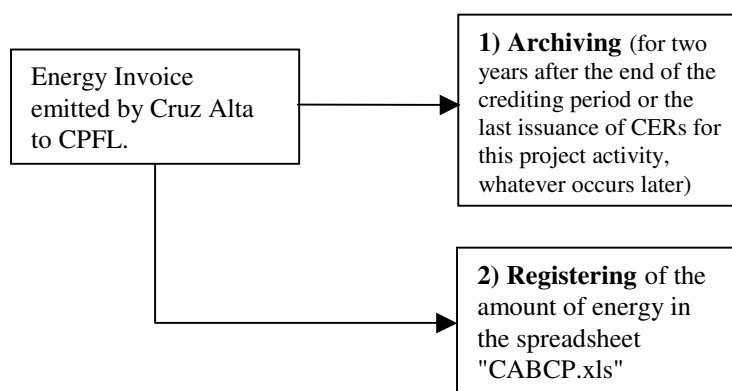 Energy Invoice
emitted by Cruz Alta
to CPFL.
1) Archiving (for two
years after the end of the
crediting period or the
last issuance of CERs for
this project activity,
whatever occurs later)
2) Registering of the
amount of energy in
the spreadsheet
"CABCP.xls"